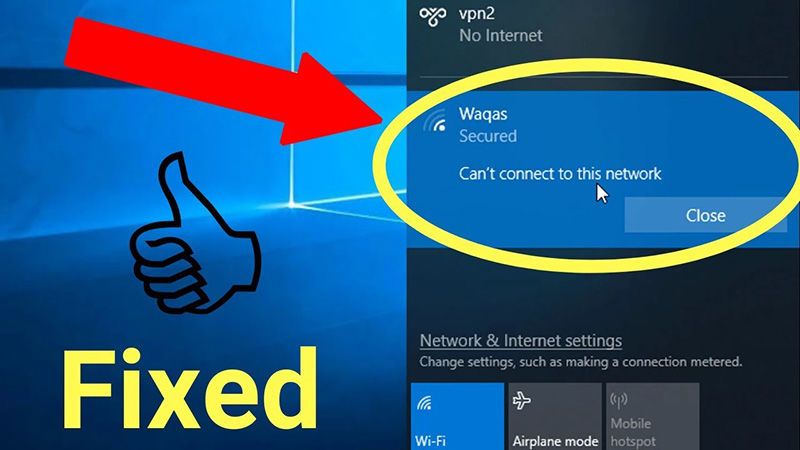 vpn2
No Internet
Waqas
Secured
Can't connect to this network
Close
Network & Internet settings
Change settings, such as making a connection metered.
Wi-Fi
Airplane mode
Mobile
hotspot
Fixed